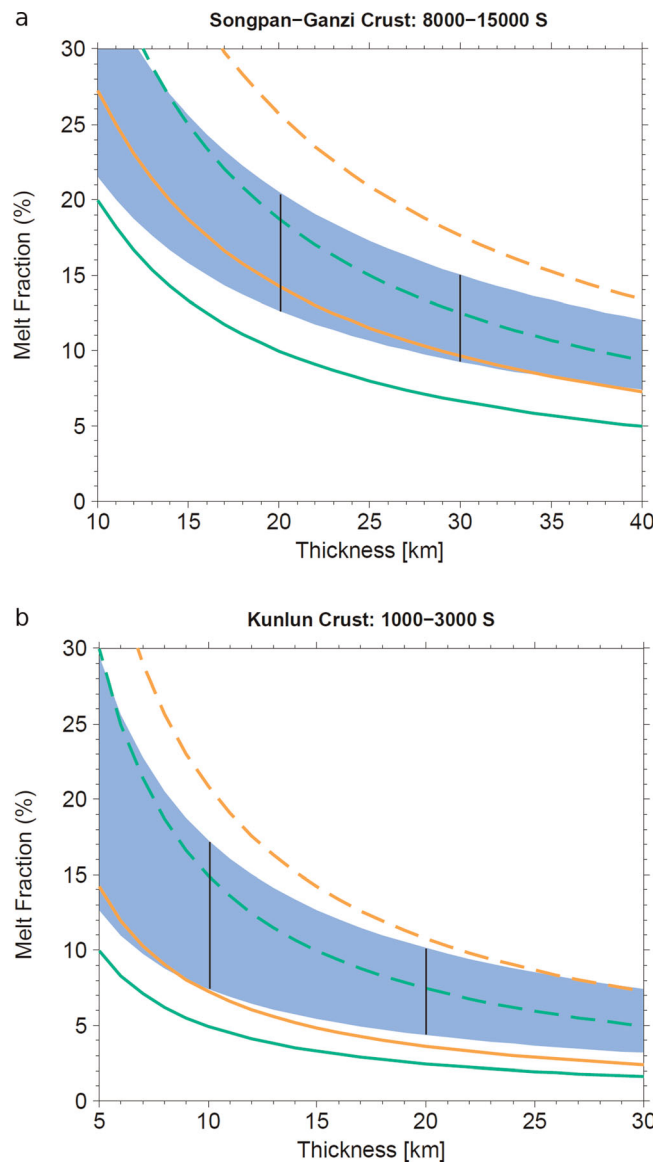 a
Songpan−Ganzi Crust: 8000−15000 S
30
25
20
15
10
5
0
Melt Fraction (%)
10 15 20 25 30 35 40
Thickness [km]
b
Kunlun Crust: 1000−3000 S
30
25
20
15
10
5
0
Melt Fraction (%)
5 10 15 20 25 30
Thickness [km]